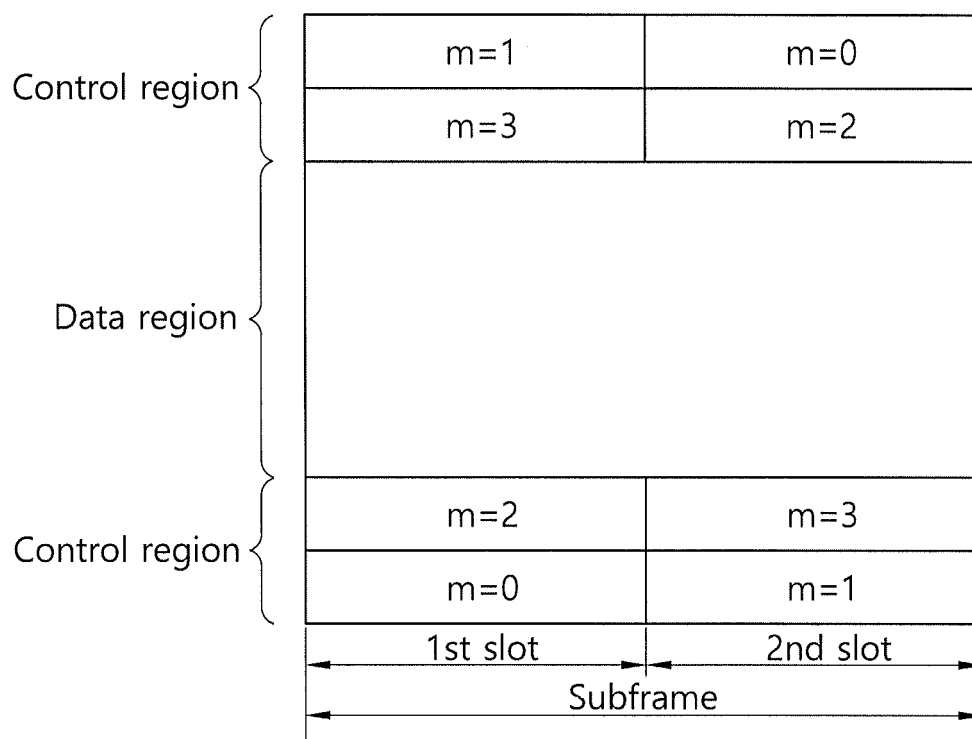 m=1 m=0
Control region
m=3 m=2
Data region
m=2 m=3
Control region
m=0 m=1
1st slot 2nd slot
Subframe